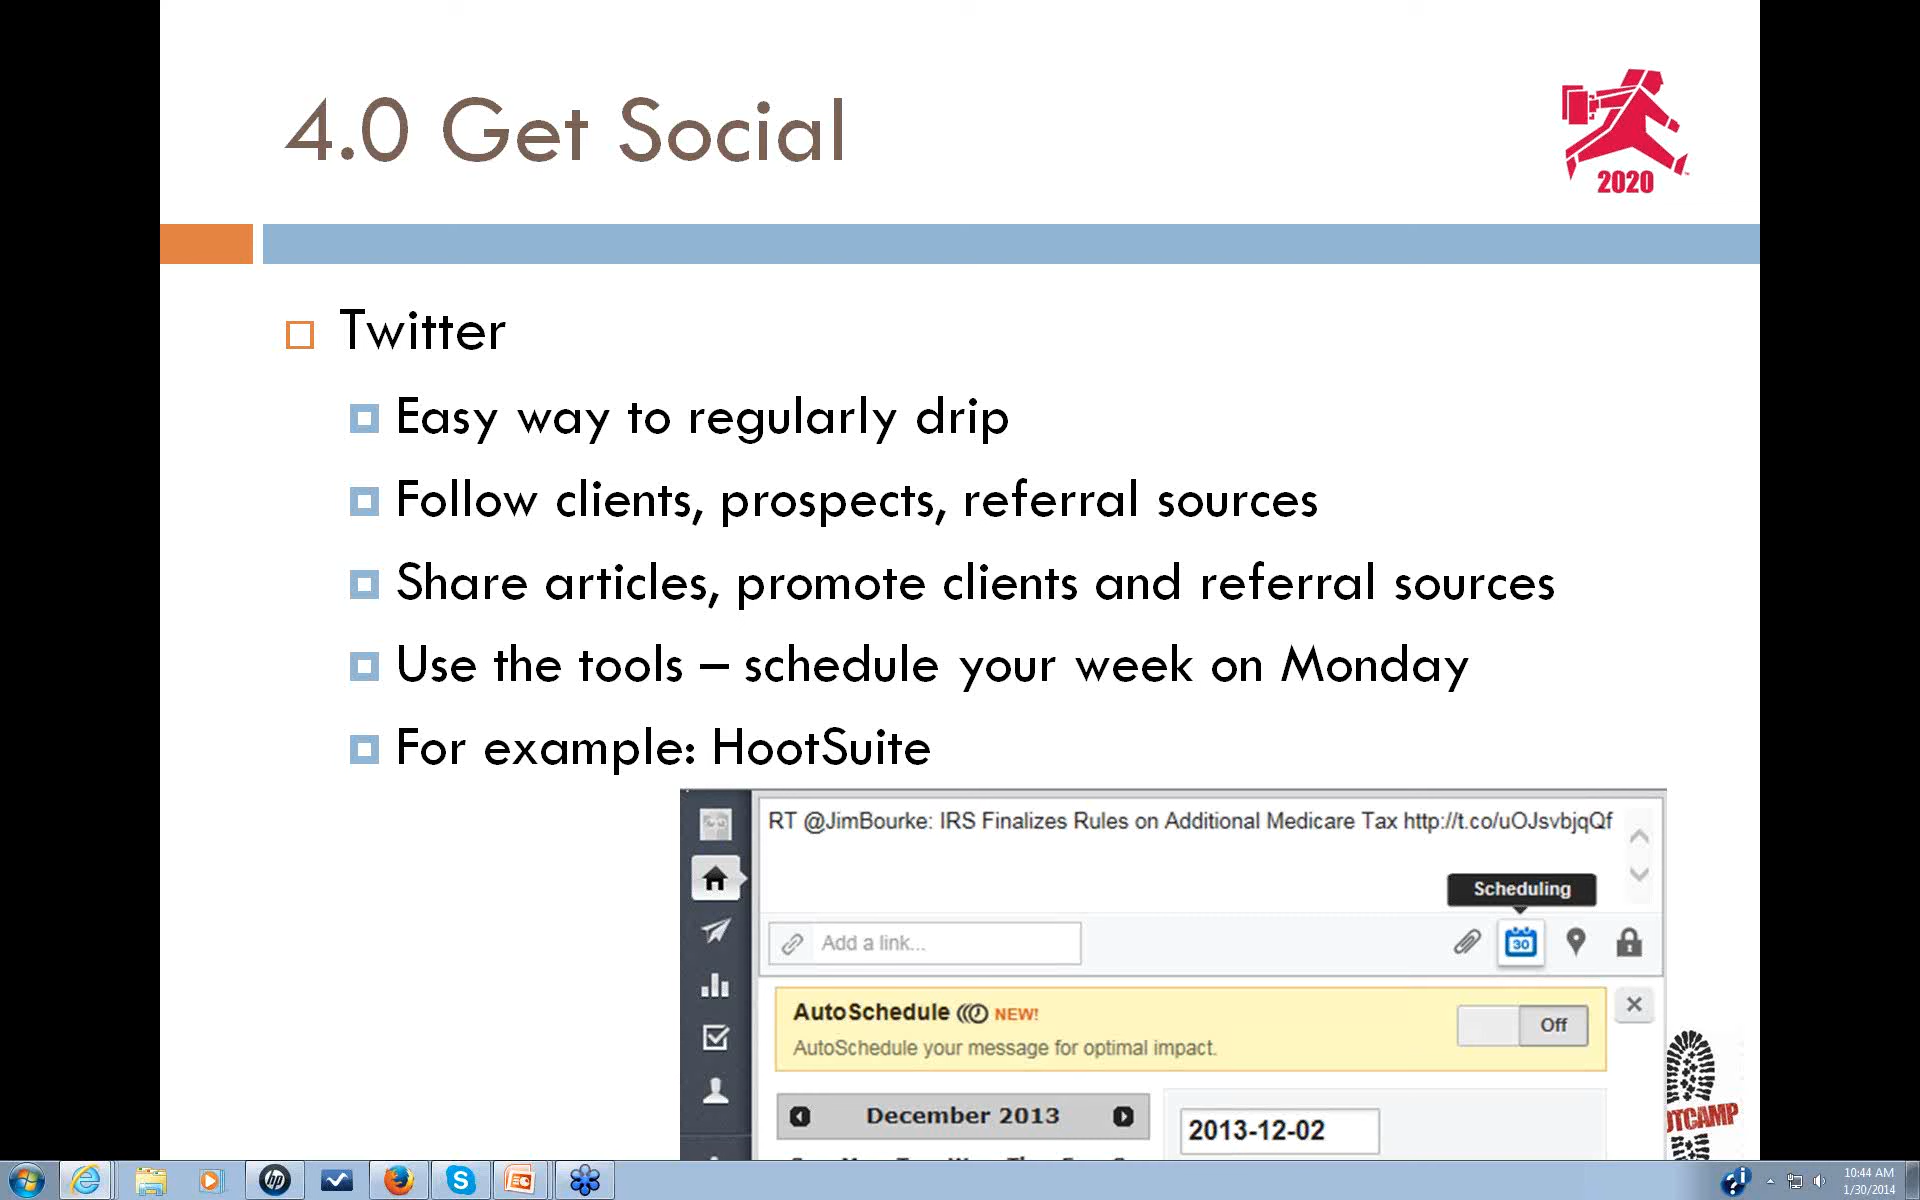 4.0 Get Social
2020
Twitter
Easy way to regularly drip
Follow clients, prospects, referral sources
Share articles, promote clients and referral sources
Use the tools – schedule your week on Monday
For example: HootSuite
RT @JimBourke: IRS Finalizes Rules on Additional Medicare Tax http://t.co/uOJsvbjqQf
Scheduling
Add a link...
30
AutoSchedule NEW!
Off
AutoSchedule your message for optimal impact.
December 2013
2013-12-02
OTCAMP
hp
10:44 AM
1/30/2014